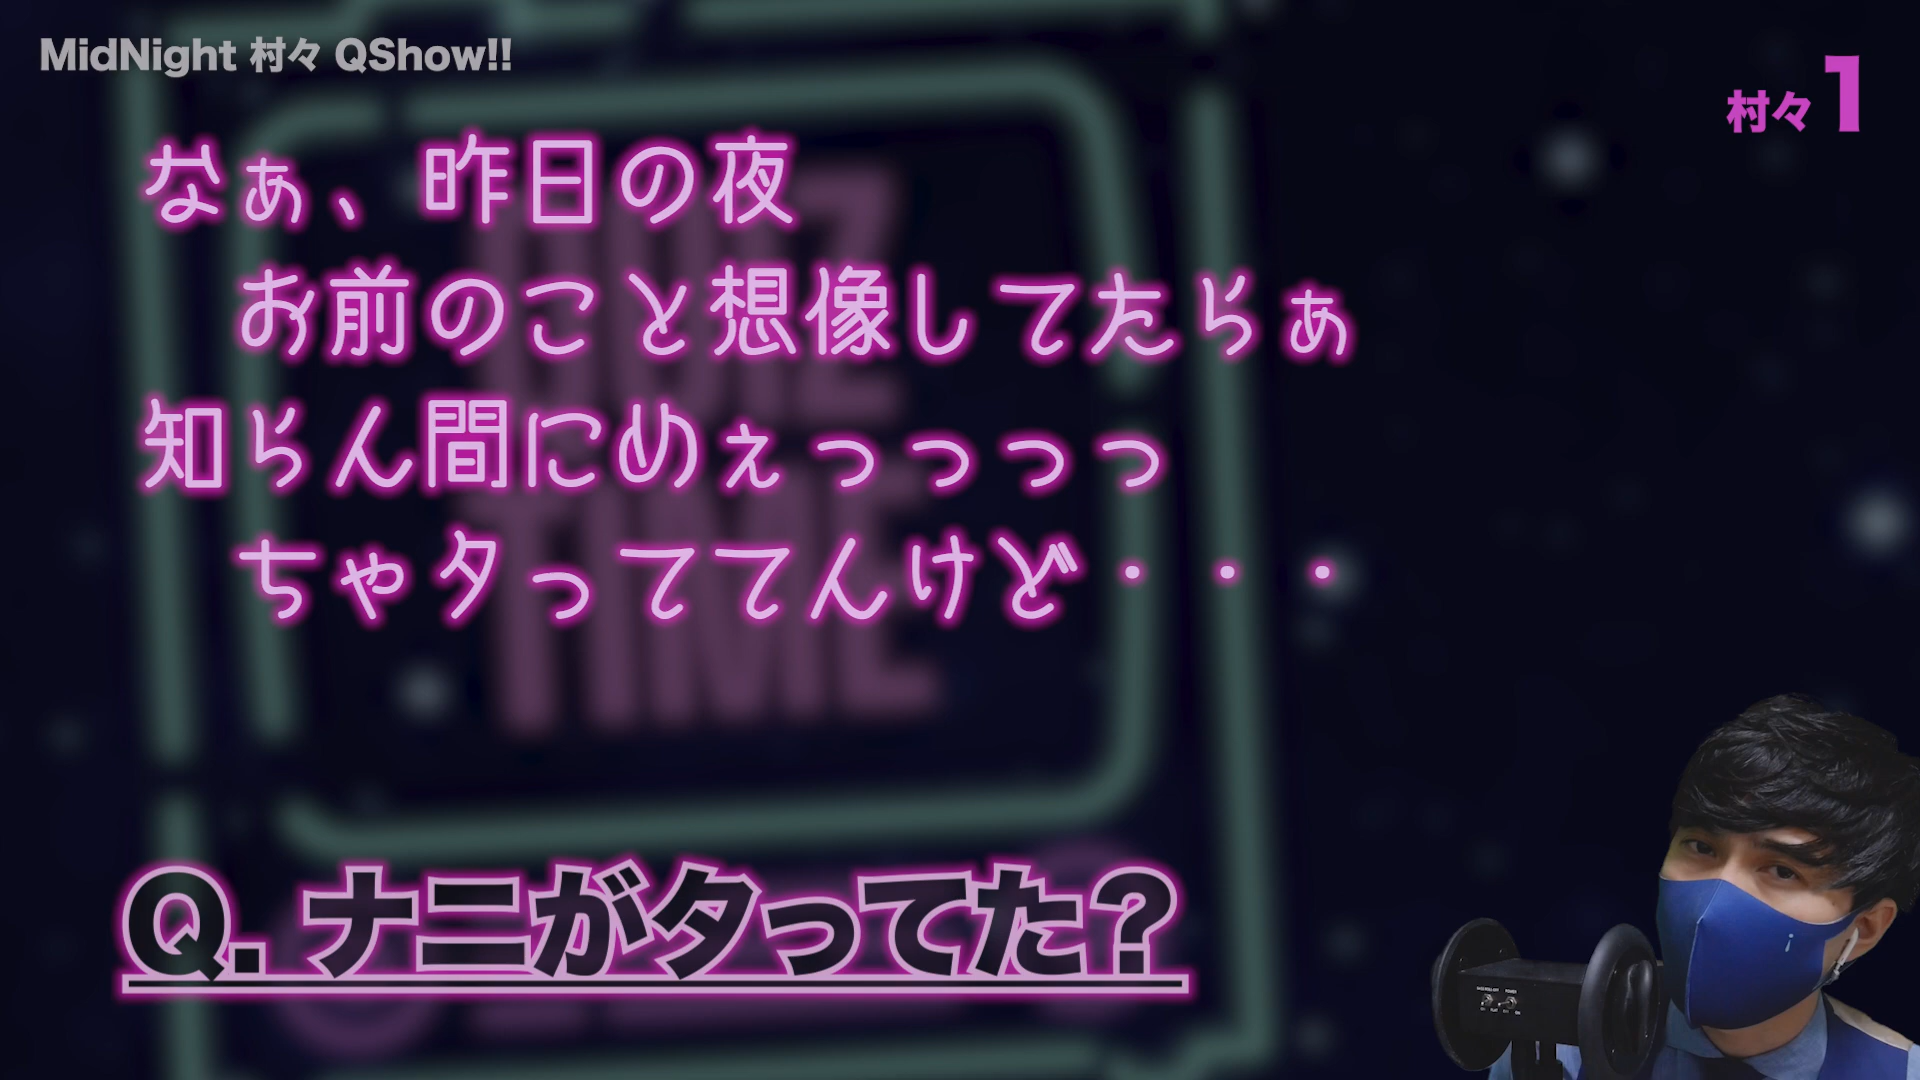 MidNight 村々 QShow!!
村々1
なぁ、昨日の夜
お前のこと想像してたらぁ
知らん間にめぇっっっっ
ちゃタっててんけど・・・
Q. ナニがタってた?
QUIZ
TIME